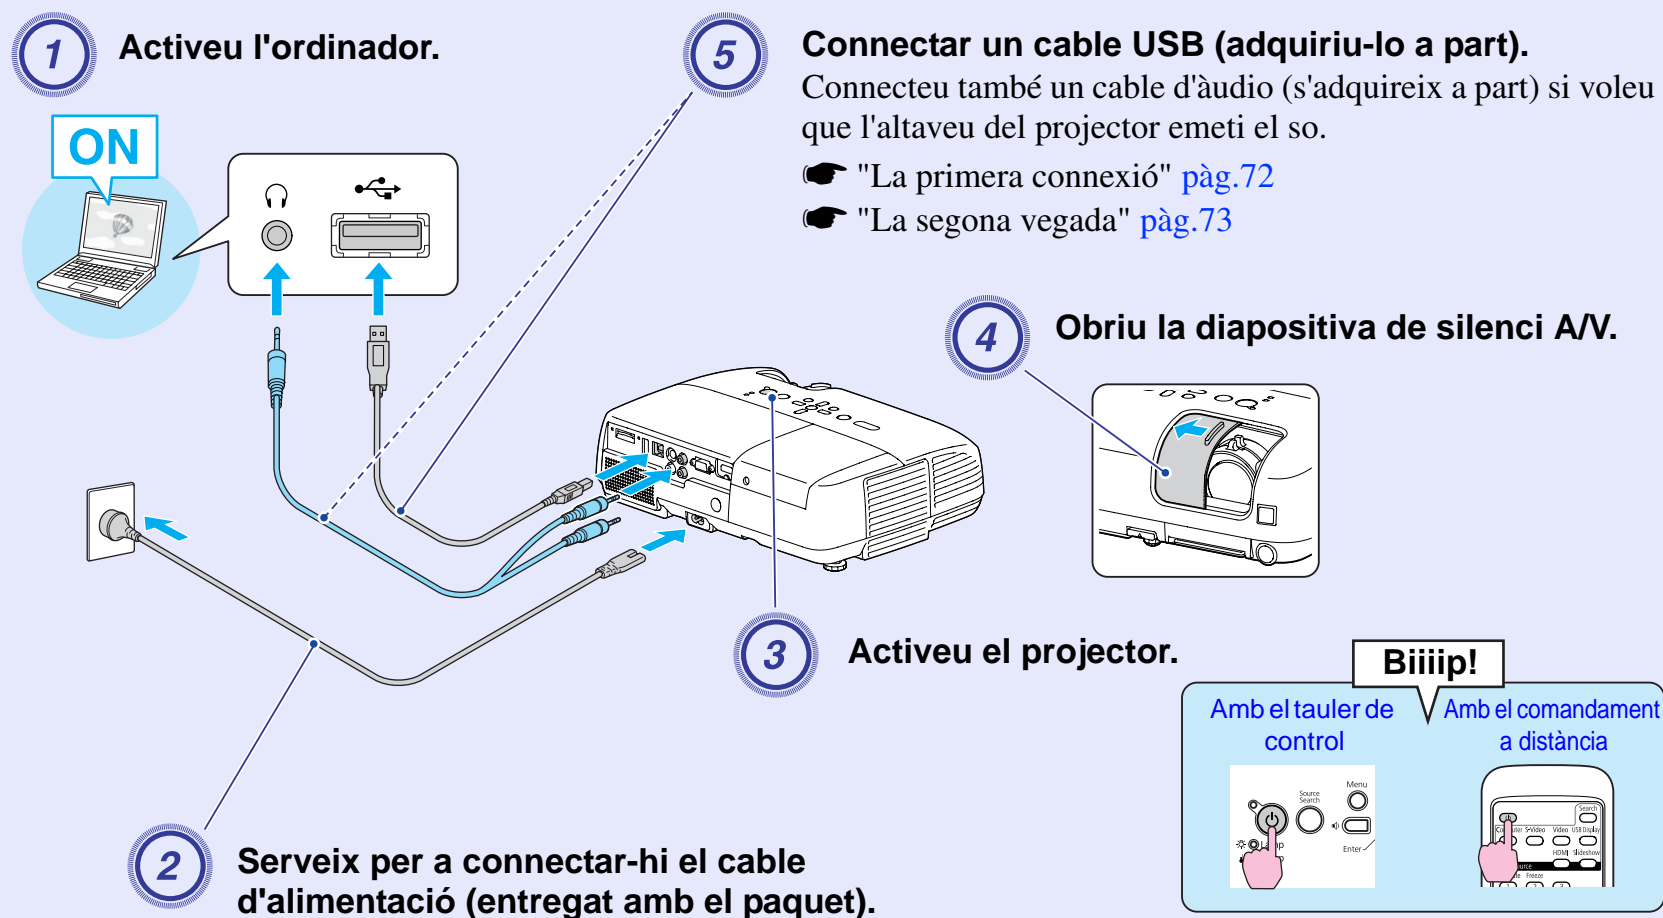 1
Activeu l'ordinador.
ON
5
Connectar un cable USB (adquiriu-lo a part).
Connecteu també un cable d'àudio (s'adquireix a part) si voleu
que l'altaveu del projector emeti el so.
"La primera connexió" pàg.72
"La segona vegada" pàg.73
4
Obriu la diapositiva de silenci A/V.
3
Activeu el projector.
Biiiip!
Amb el tauler de
control
Source
Search
Menu
Enter
Amb el comandament
a distància
Search
S-Video Video USB Display
HDMI Slideshow
Freeze
2
Serveix per a connectar-hi el cable
d'alimentació (entregat amb el paquet).